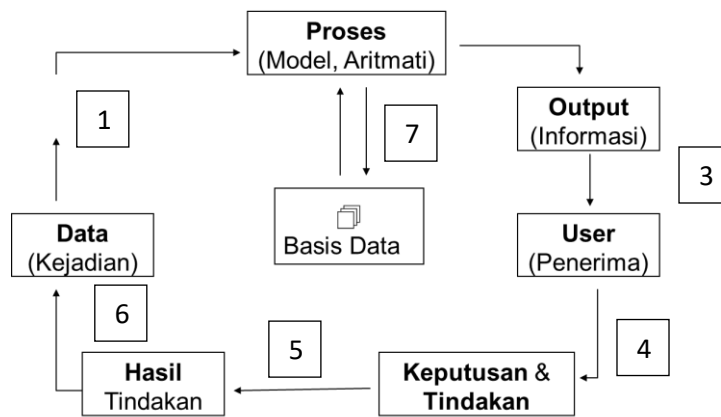 Proses
(Model, Aritmati)
1
7
Output
(Informasi)
3
Basis Data
Data
(Kejadian)
User
(Penerima)
6
5
4
Hasil
Tindakan
Keputusan &
Tindakan